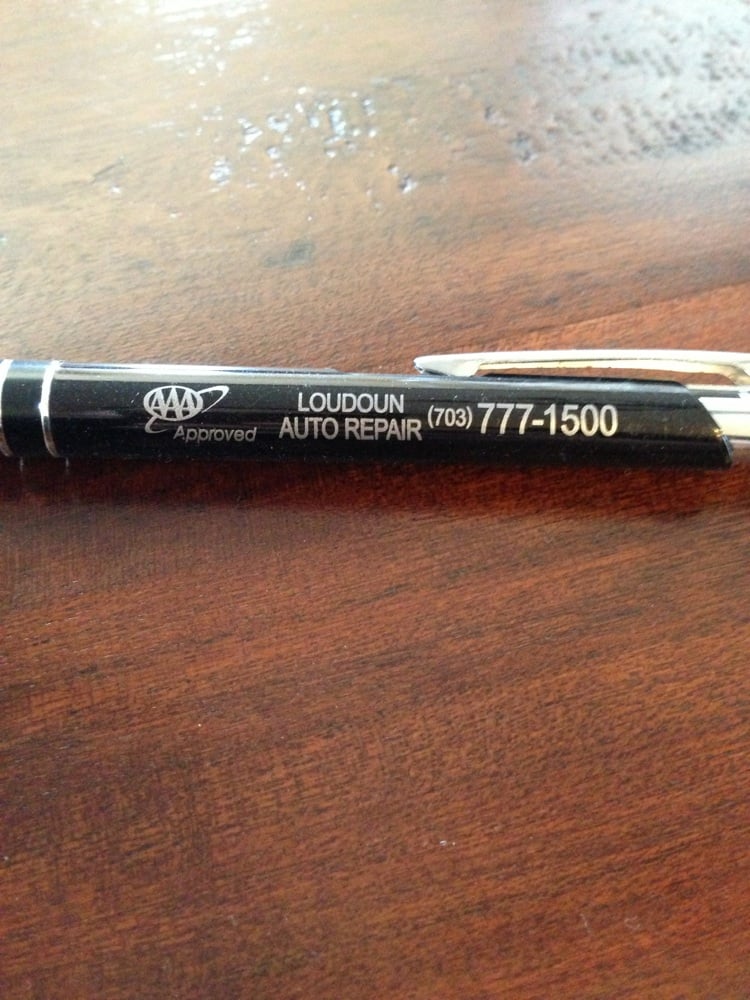 AAA
Approved
LOUDOUN
AUTO REPAIR
(703) 777-1500